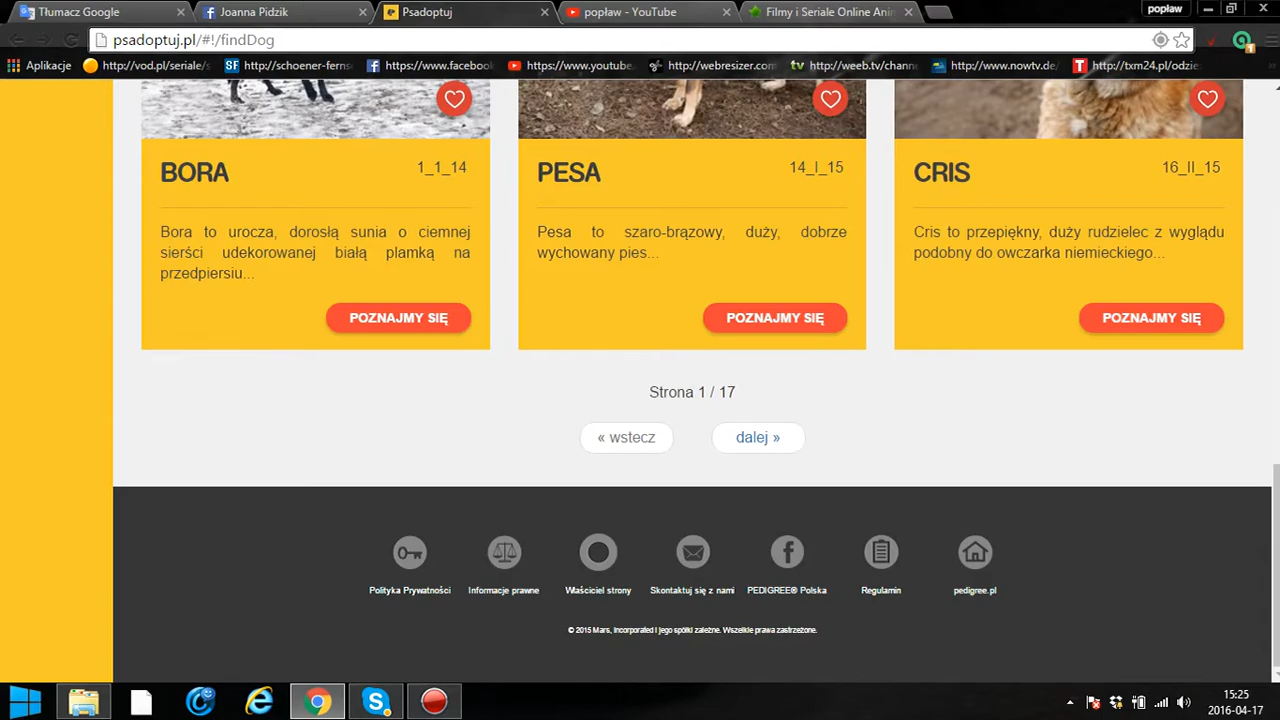 Tłumacz Google
Joanna Pidzik
Psadoptuj
popław - YouTube
Filmy i Seriale Online Anin
popław
psadoptuj.pl/#!/findDog
Aplikacje
http://vod.pl/seriale/s
http://schoener-ferns
https://www.facebook
https://www.youtube.
http://webresizer.com
http://weeb.tv/chann
http://www.nowtv.de/
http://txm24.pl/odzie
BORA
1_1_14
Bora to urocza, dorosłą sunia o ciemnej
sierści udekorowanej białą plamką na
przedpiersiu...
POZNAJMY SIĘ
PESA
14_I_15
Pesa to szaro-brązowy, duży, dobrze
wychowany pies...
POZNAJMY SIĘ
CRIS
16_II_15
Cris to przepiękny, duży rudzielec z wyglądu
podobny do owczarka niemieckiego...
POZNAJMY SIĘ
Strona 1 / 17
« wstecz
dalej »
Polityka Prywatności
Informacje prawne
Właściciel strony
Skontaktuj się z nami
PEDIGREE® Polska
Regulamin
pedigree.pl
© 2015 Mars, Incorporated i jego spółki zależne. Wszelkie prawa zastrzeżone.
15:25
2016-04-17